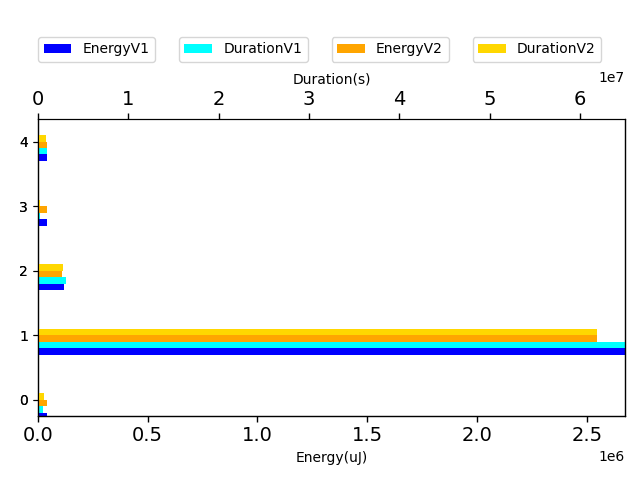 EnergyV1 DurationV1 EnergyV2 DurationV2
Duration(s) 1e7
0 1 2 3 4 5 6
4
3
2
1
0
0.0 0.5 1.0 1.5 2.0 2.5
Energy(uJ) 1e6